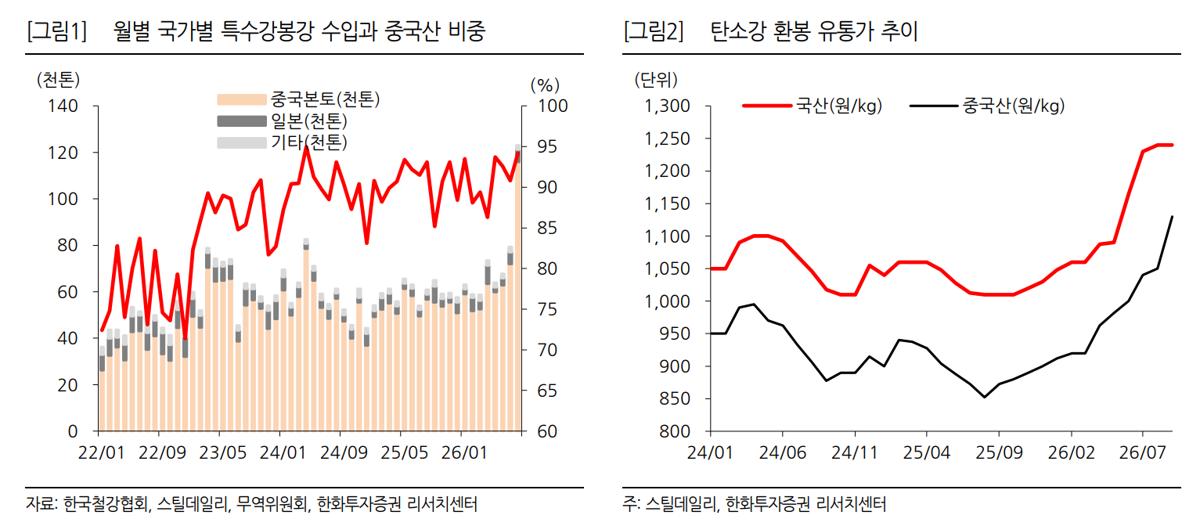 [그림1] 월별 국가별 특수강봉강 수입과 중국산 비중
(천톤)
(%)
중국본토(천톤)
일본(천톤)
기타(천톤)
140
120
100
80
60
40
20
0
100
95
90
85
80
75
70
65
60
22/01 22/09 23/05 24/01 24/09 25/05 26/01
자료: 한국철강협회, 스틸데일리, 무역위원회, 한화투자증권 리서치센터
[그림2] 탄소강 환봉 유통가 추이
(단위)
국산(원/kg) 중국산(원/kg)
1,300
1,250
1,200
1,150
1,100
1,050
1,000
950
900
850
800
24/01 24/06 24/11 25/04 25/09 26/02 26/07
주: 스틸데일리, 한화투자증권 리서치센터